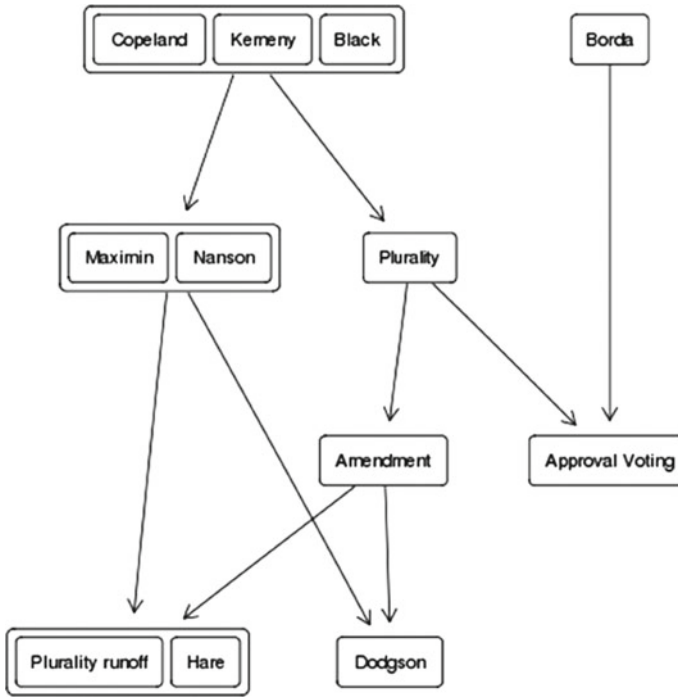 Copeland Kemeny Black Borda
Maximin Nanson Plurality
Amendment Approval Voting
Plurality runoff Hare Dodgson